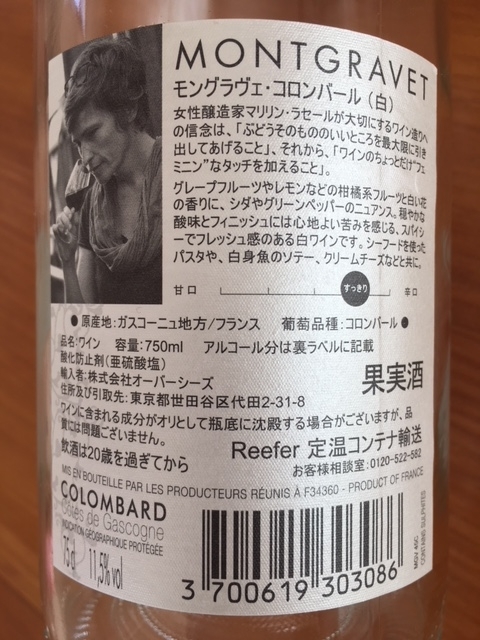 MONTGRAVET
モングラヴェ・コロンバール（白）
女性醸造家マリリン・ラセールが大切にするワイン造りへ
の信念は、「ぶどうそのもののいいところを最大限に引き
出してあげること」、それから、「ワインのちょっとだけ"フェ
ミニン"なタッチを加えること」。
グレープフルーツやレモンなどの柑橘系フルーツと白い花
の香りに、シダやグリーンペッパーのニュアンス。穏やかな
酸味とフィニッシュには心地よい苦みを感じる、スパイシ
ーでフレッシュ感のある白ワインです。シーフードを使った
パスタや、白身魚のソテー、クリームチーズなどと共に。
甘口 すっきり 辛口
●原産地:ガスコーニュ地方/フランス 葡萄品種:コロンバール●
品名:ワイン 容量:750ml アルコール分は裏ラベルに記載
酸化防止剤(亜硫酸塩)
輸入者:株式会社オーバーシーズ
住所及び引取先:東京都世田谷区代田2-31-8
果実酒
ワインに含まれる成分がオリとして瓶底に沈殿する場合がございますが、品
質には問題ございません。
飲酒は20歳を過ぎてから
Reefer 定温コンテナ輸送
お客様相談室:0120-522-582
MIS EN BOUTEILLE PAR LES PRODUCTEURS RÉUNIS À F34360 - PRODUCT OF FRANCE
COLOMBARD
Côtes de Gascogne
INDICATION GÉOGRAPHIQUE PROTÉGÉE
75cl 11,5% vol
3 700619 303086
MGV 45C
CONTAINS SULPHITES